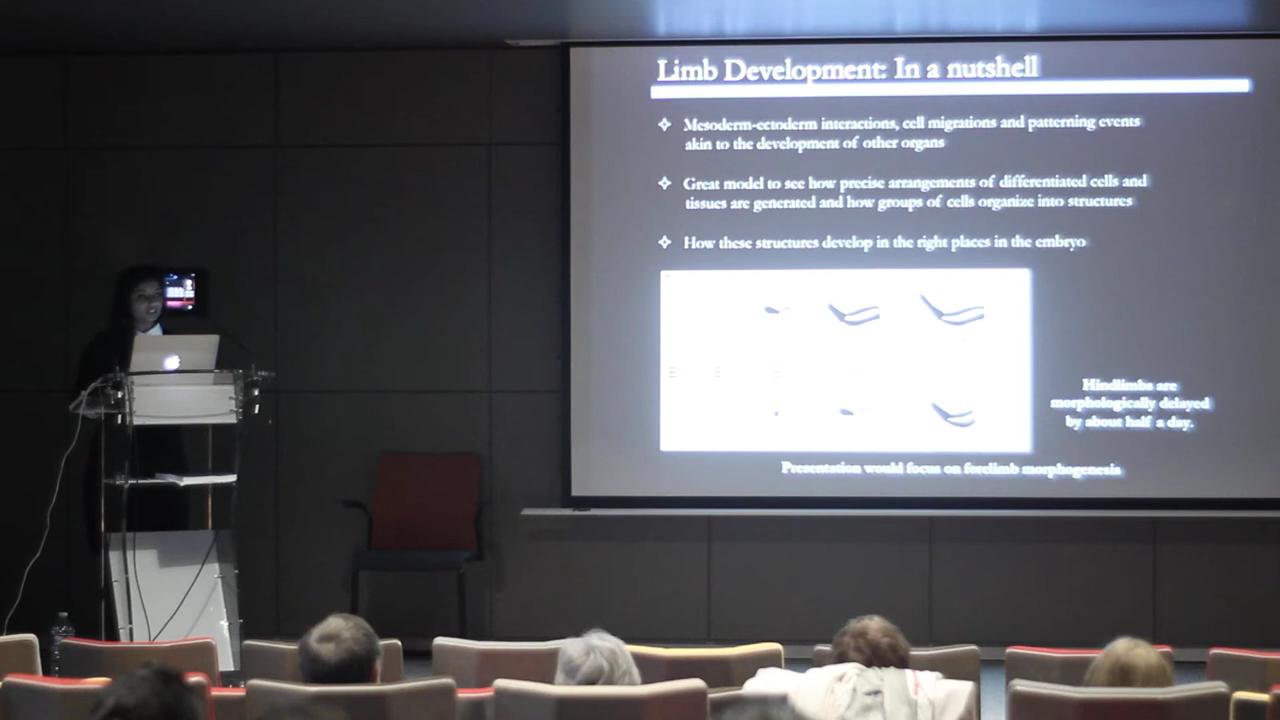 Limb Development: In a nutshell
Mesoderm-ectoderm interactions, cell migrations and patterning events
akin to the development of other organs
Great model to see how precise arrangements of differentiated cells and
tissues are generated and how groups of cells organize into structures
How these structures develop in the right places in the embryo
Hindlimbs are
morphologically delayed
by about half a day.
Presentation would focus on forelimb morphogenesis